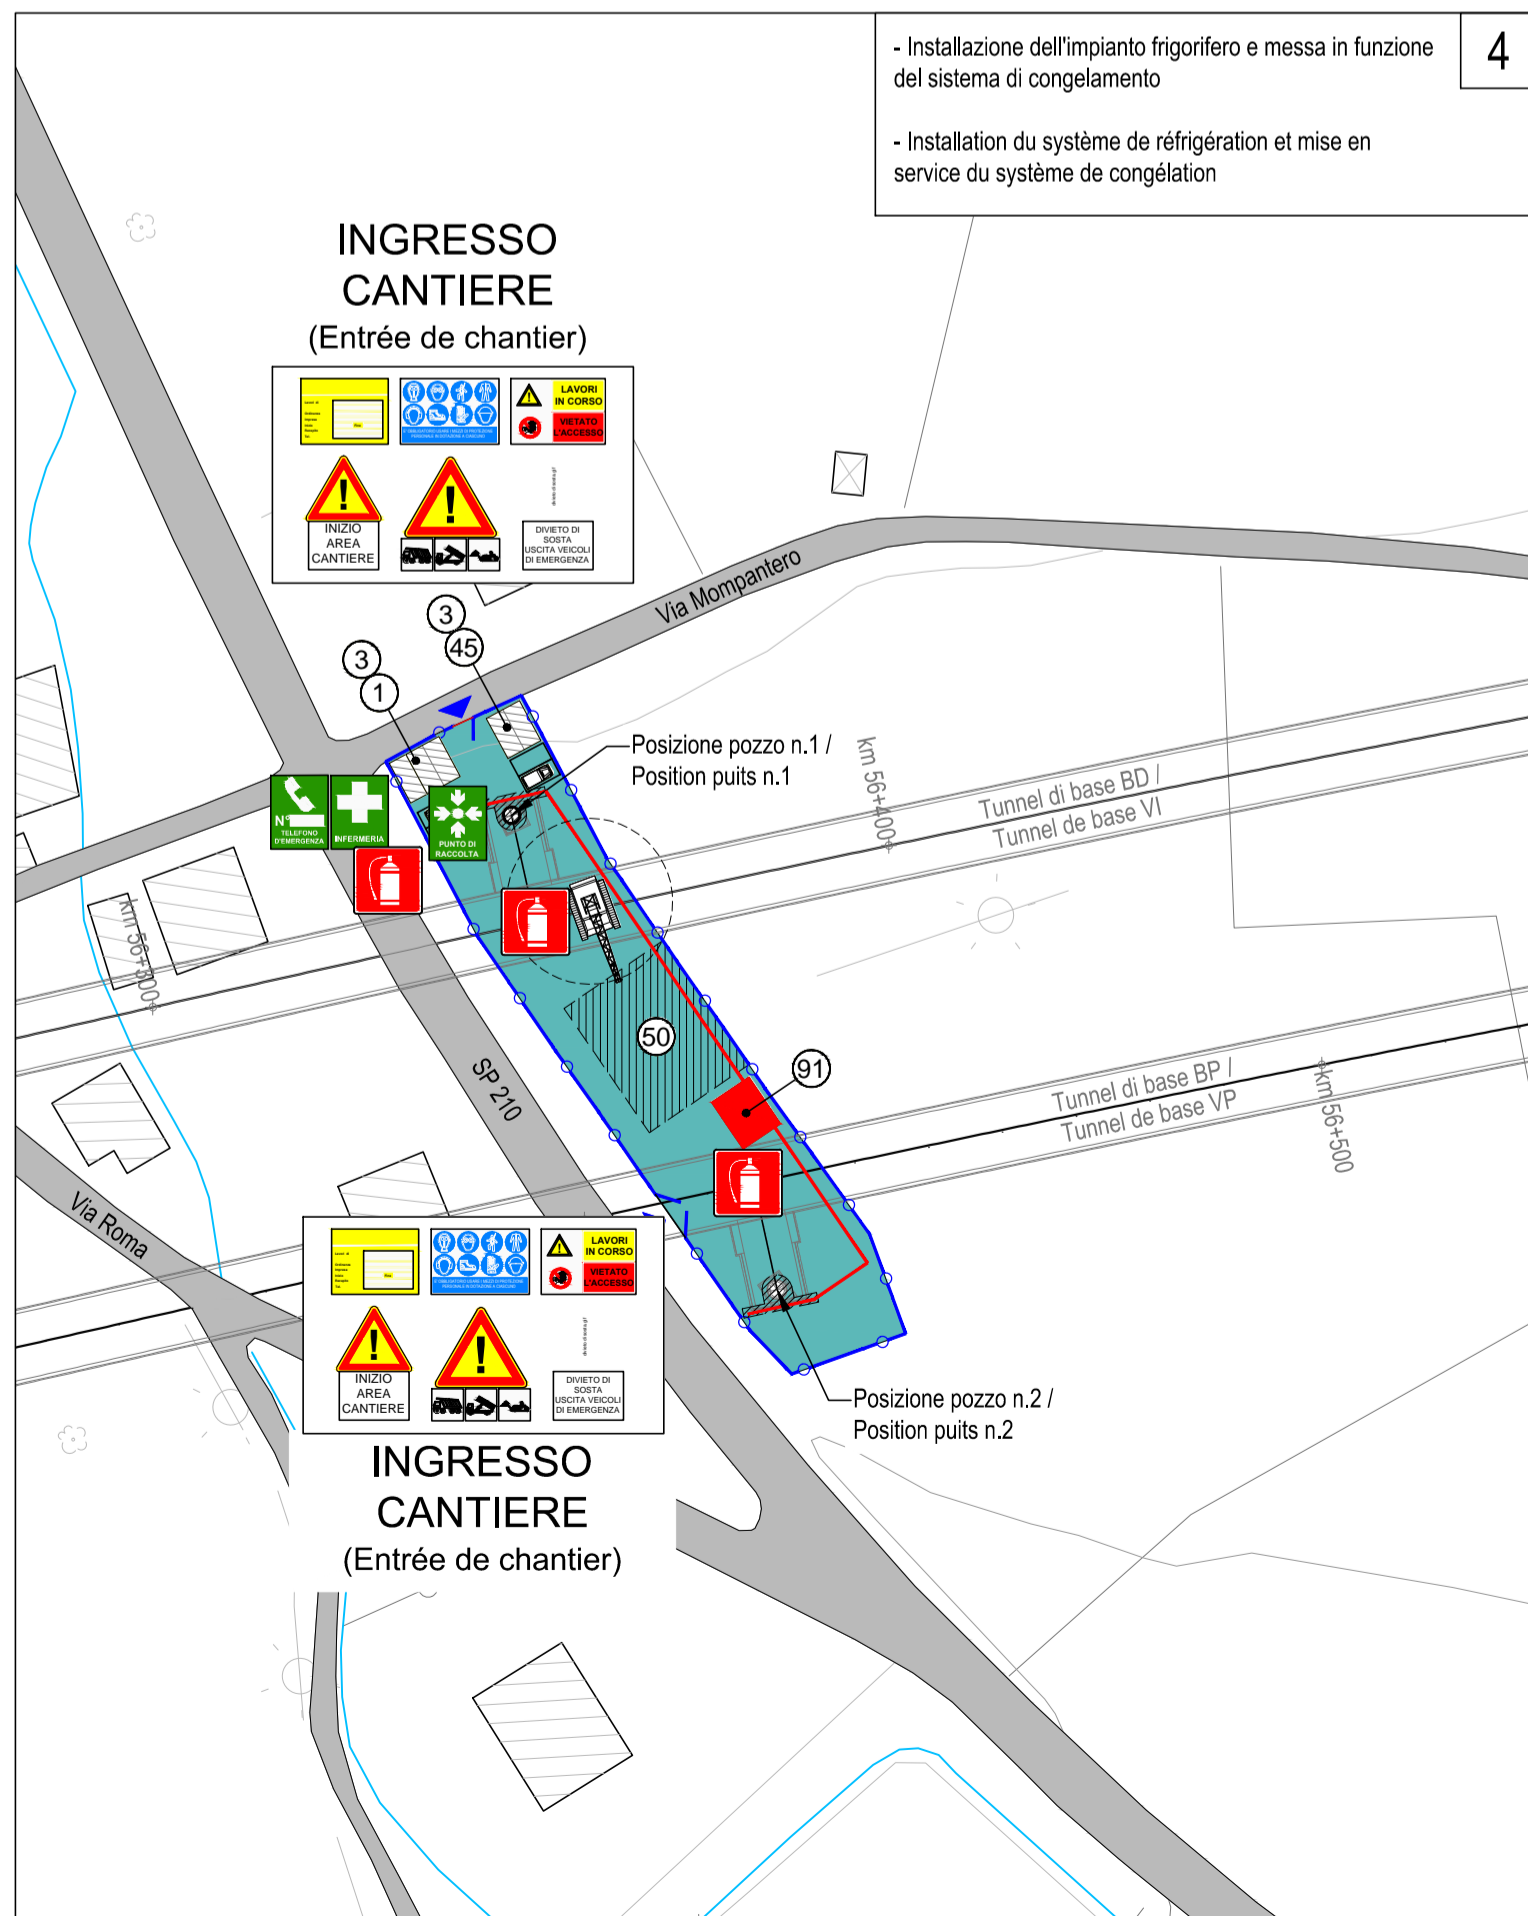 - Installazione dell'impianto frigorifero e messa in funzione
del sistema di congelamento
- Installation du système de réfrigération et mise en
service du système de congélation
4
INGRESSO
CANTIERE
(Entrée de chantier)
LAVORI
IN CORSO
VIETATO
L'ACCESSO
INIZIO
AREA
CANTIERE
DIVIETO DI
SOSTA
USCITA VEICOLI
DI EMERGENZA
Via Mompantero
3
45
3
1
Posizione pozzo n.1 /
Position puits n.1
km 56+400
Tunnel di base BD /
Tunnel de base VI
N°
TELEFONO
D'EMERGENZA
INFERMERIA
PUNTO DI
RACCOLTA
km 56+300
50
91
SP 210
Tunnel di base BP /
Tunnel de base VP
km 56+500
Via Roma
LAVORI
IN CORSO
VIETATO
L'ACCESSO
INIZIO
AREA
CANTIERE
DIVIETO DI
SOSTA
USCITA VEICOLI
DI EMERGENZA
Posizione pozzo n.2 /
Position puits n.2
INGRESSO
CANTIERE
(Entrée de chantier)